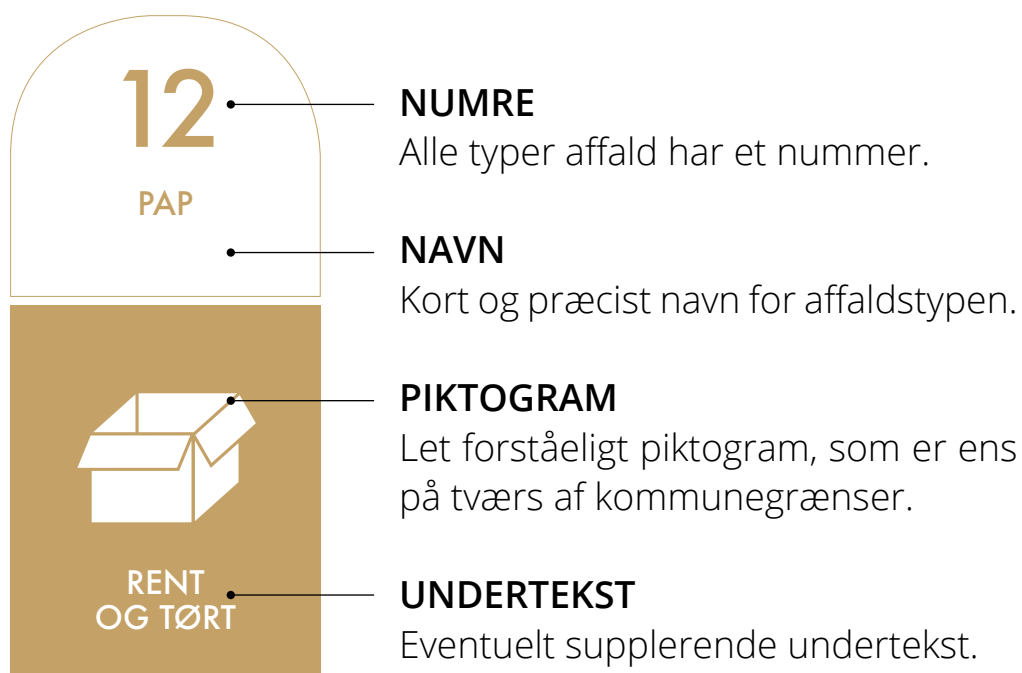 12
PAP
RENT
OG TØRT
NUMRE
Alle typer affald har et nummer.
NAVN
Kort og præcist navn for affaldstypen.
PIKTOGRAM
Let forståeligt piktogram, som er ens
på tværs af kommunegrænser.
UNDERTEKST
Eventuelt supplerende undertekst.